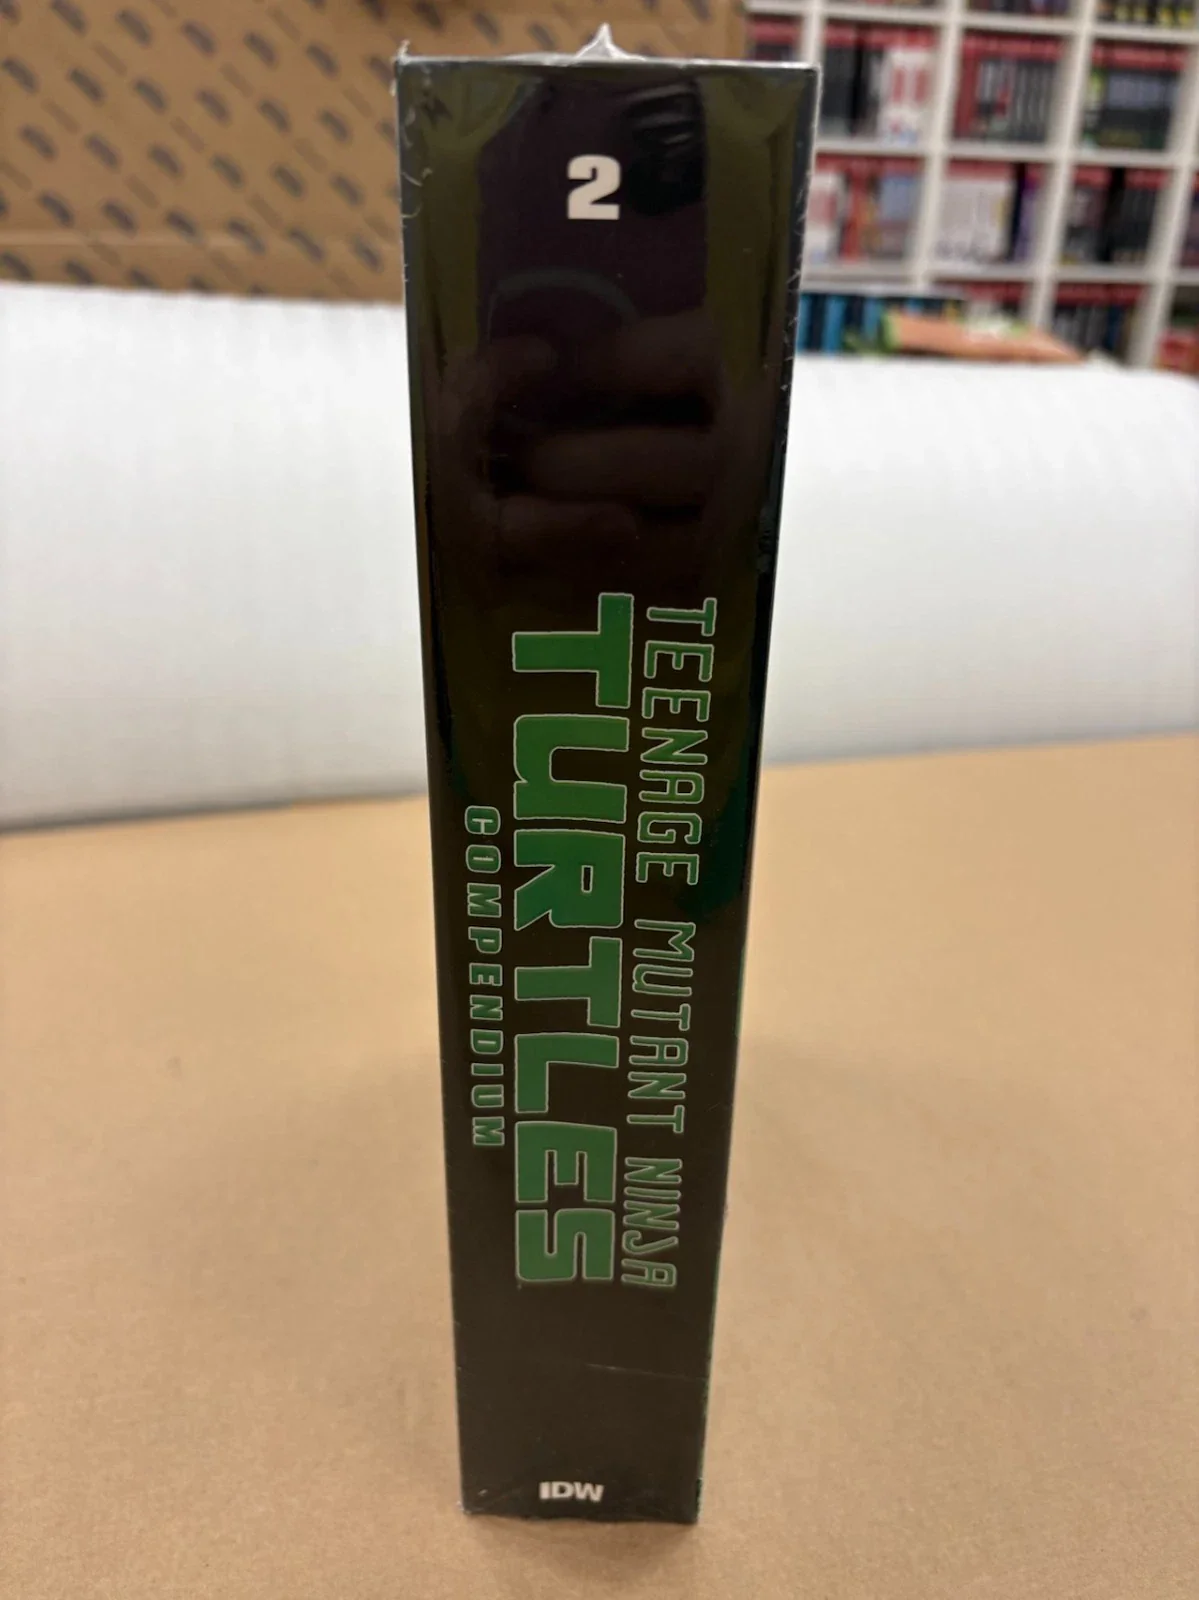 2
TEENAGE MUTANT NINJA
TURTLES
COMPENDIUM
IDW